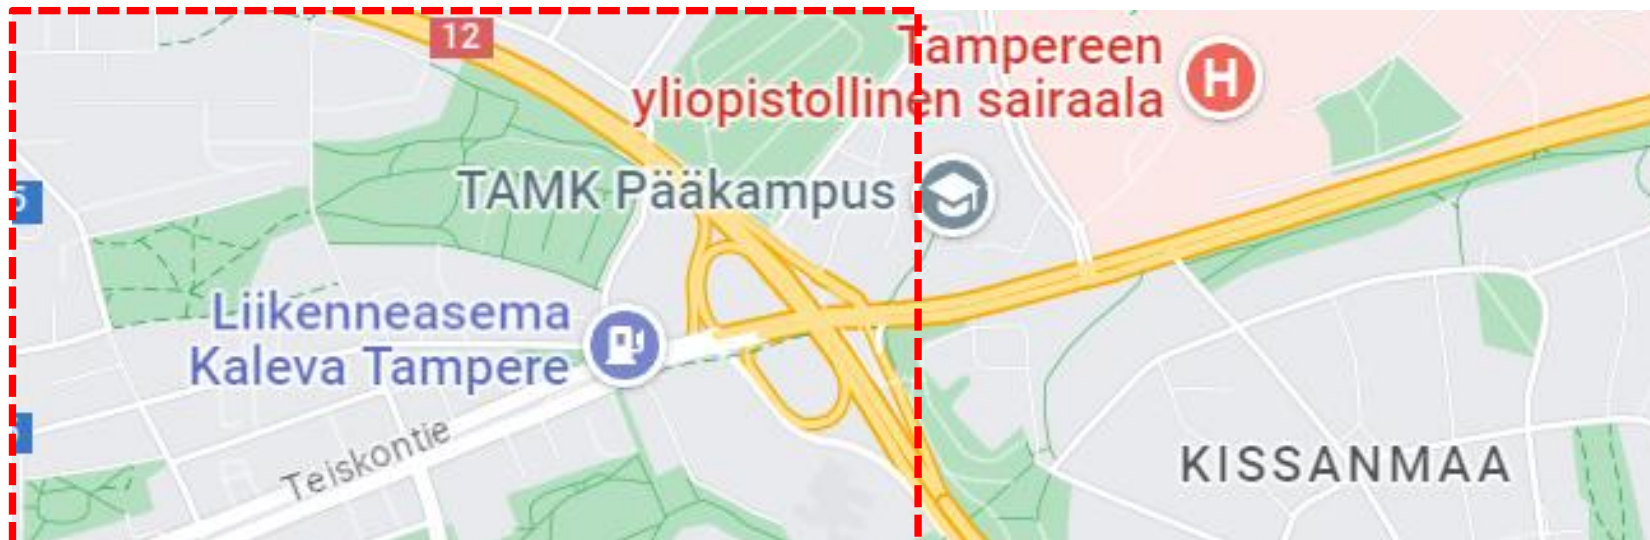 12
Tampereen
yliopistollinen sairaala
H
TAMK Pääkampus
Liikenneasema
Kaleva Tampere
Teiskontie
KISSANMAA